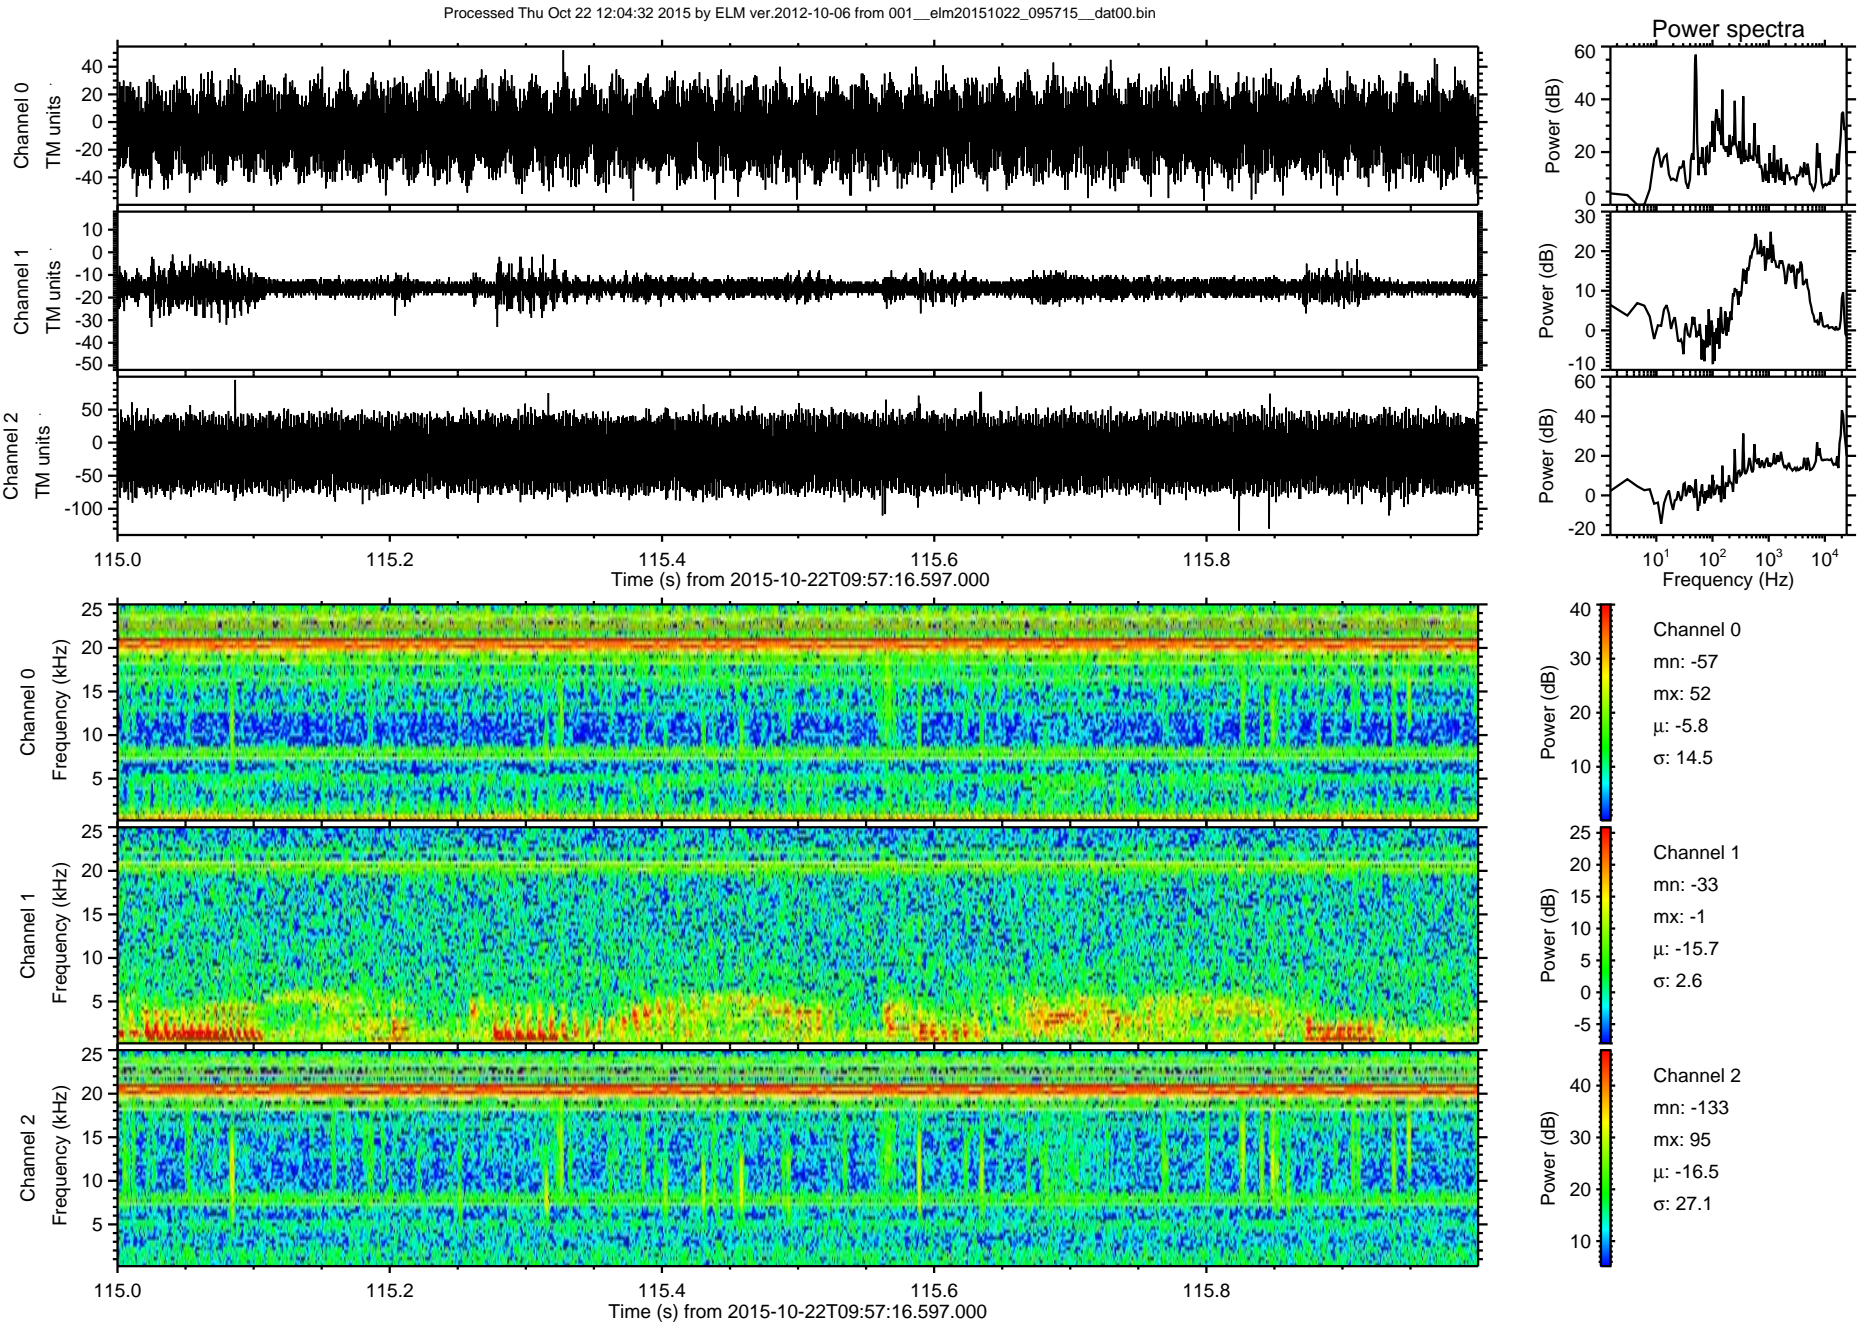 Processed Thu Oct 22 12:04:32 2015 by ELM ver.2012-10-06 from 001__elm20151022_095715__dat00.bin
Power spectra
Channel 0
TM units
40
20
0
-20
-40
Power (dB)
60
40
20
0
Channel 1
TM units
10
0
-10
-20
-30
-40
-50
Power (dB)
30
20
10
0
-10
Channel 2
TM units
50
0
-50
-100
Power (dB)
60
40
20
0
-20
115.0 115.2 115.4 115.6 115.8
Time (s) from 2015-10-22T09:57:16.597.000
10^1 10^2 10^3 10^4
Frequency (Hz)
Channel 0
Frequency (kHz)
25
20
15
10
5
Power (dB)
40
30
20
10
Channel 0
mn: -57
mx: 52
μ: -5.8
σ: 14.5
Channel 1
Frequency (kHz)
25
20
15
10
5
Power (dB)
25
20
15
10
5
0
-5
Channel 1
mn: -33
mx: -1
μ: -15.7
σ: 2.6
Channel 2
Frequency (kHz)
25
20
15
10
5
Power (dB)
40
30
20
10
Channel 2
mn: -133
mx: 95
μ: -16.5
σ: 27.1
115.0 115.2 115.4 115.6 115.8
Time (s) from 2015-10-22T09:57:16.597.000